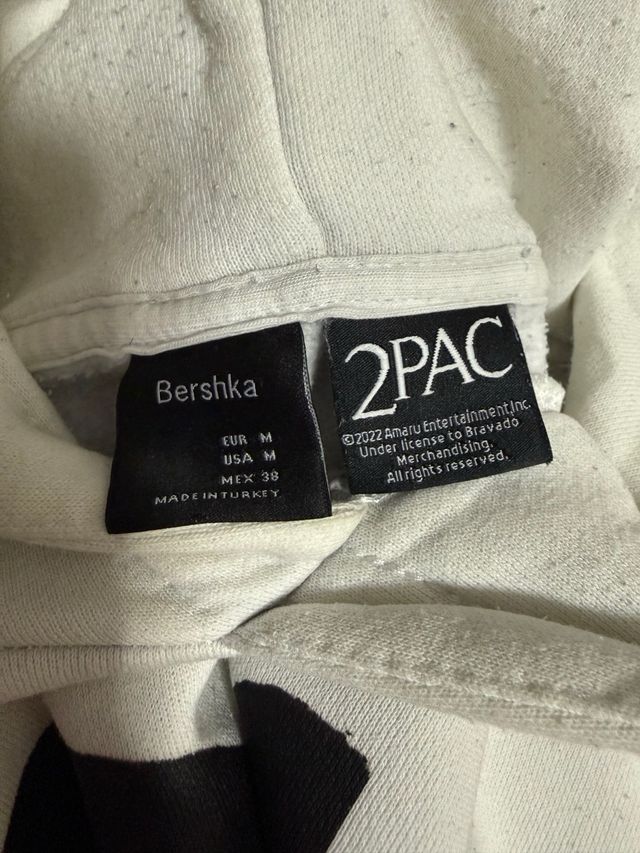 Bershka
EUR M
USA M
MEX 38
MADE IN TURKEY
2PAC
©2022 Amaru Entertainment,Inc.
Under license to Bravado
Merchandising.
All rights reserved.